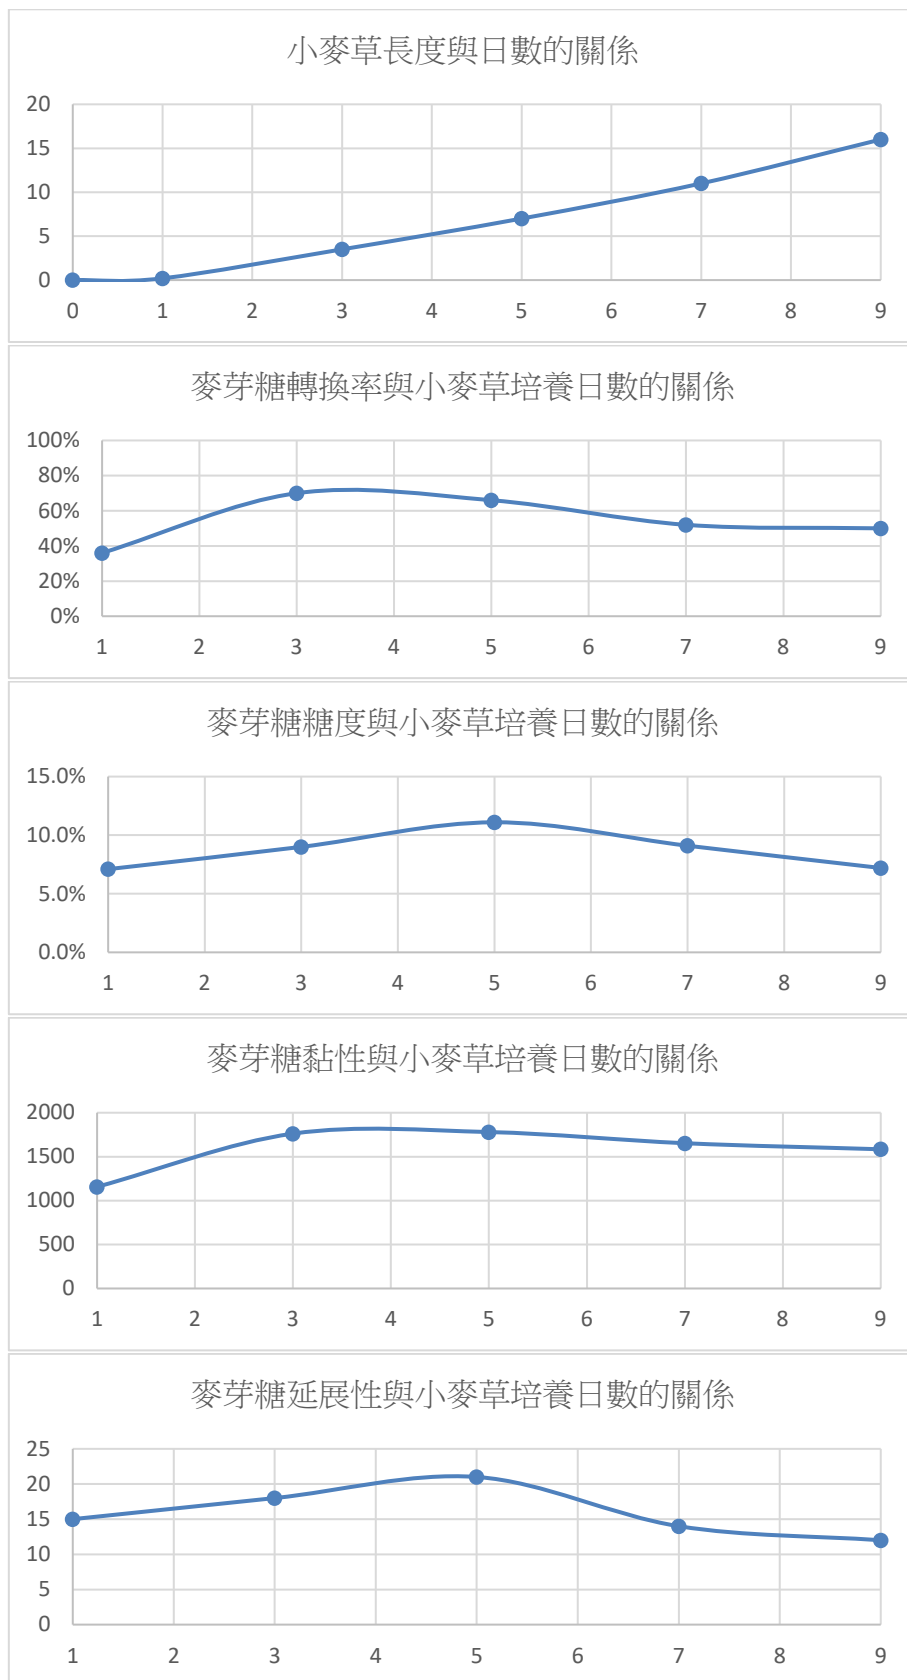 小麥草長度與日數的關係
20
15
10
5
0
0 1 2 3 4 5 6 7 8 9
麥芽糖轉換率與小麥草培養日數的關係
100%
80%
60%
40%
20%
0%
1 2 3 4 5 6 7 8 9
麥芽糖糖度與小麥草培養日數的關係
15.0%
10.0%
5.0%
0.0%
1 2 3 4 5 6 7 8 9
麥芽糖黏性與小麥草培養日數的關係
2000
1500
1000
500
0
1 2 3 4 5 6 7 8 9
麥芽糖延展性與小麥草培養日數的關係
25
20
15
10
5
0
1 2 3 4 5 6 7 8 9